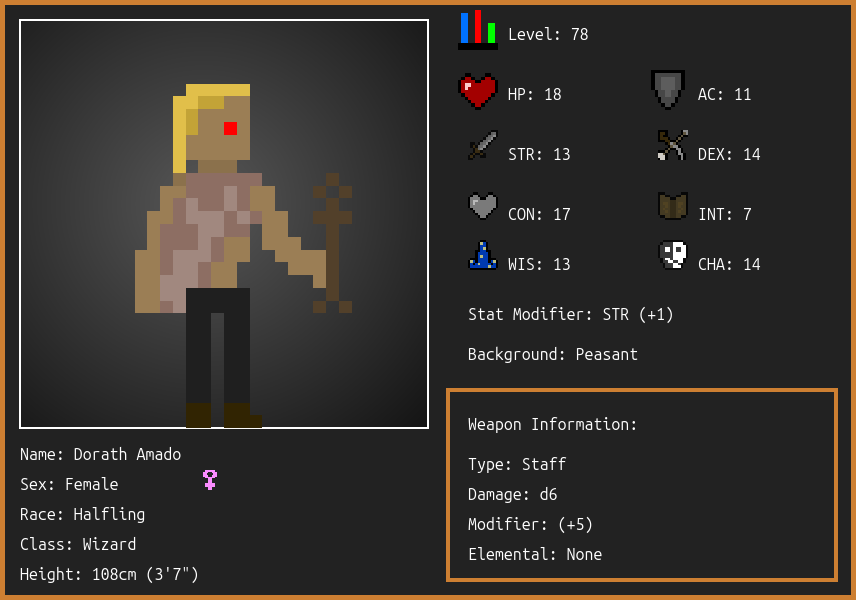 Level: 78
HP: 18
AC: 11
STR: 13
DEX: 14
CON: 17
INT: 7
WIS: 13
CHA: 14
Stat Modifier: STR (+1)
Background: Peasant
Weapon Information:
Type: Staff
Damage: d6
Modifier: (+5)
Elemental: None
Name: Dorath Amado
Sex: Female
Race: Halfling
Class: Wizard
Height: 108cm (3'7")